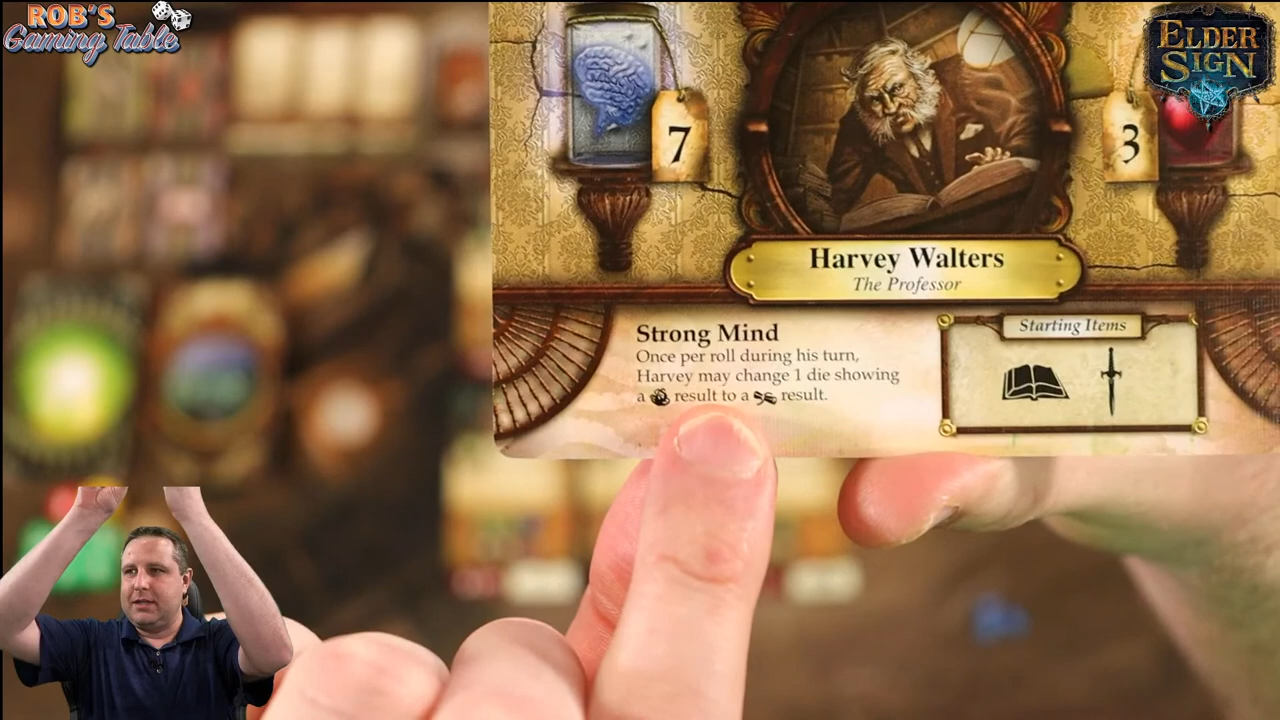 ROB'S
Gaming Table
ELDER
SIGN
7
3
Harvey Walters
The Professor
Strong Mind
Once per roll during his turn,
Harvey may change 1 die showing
a result to a result.
Starting Items